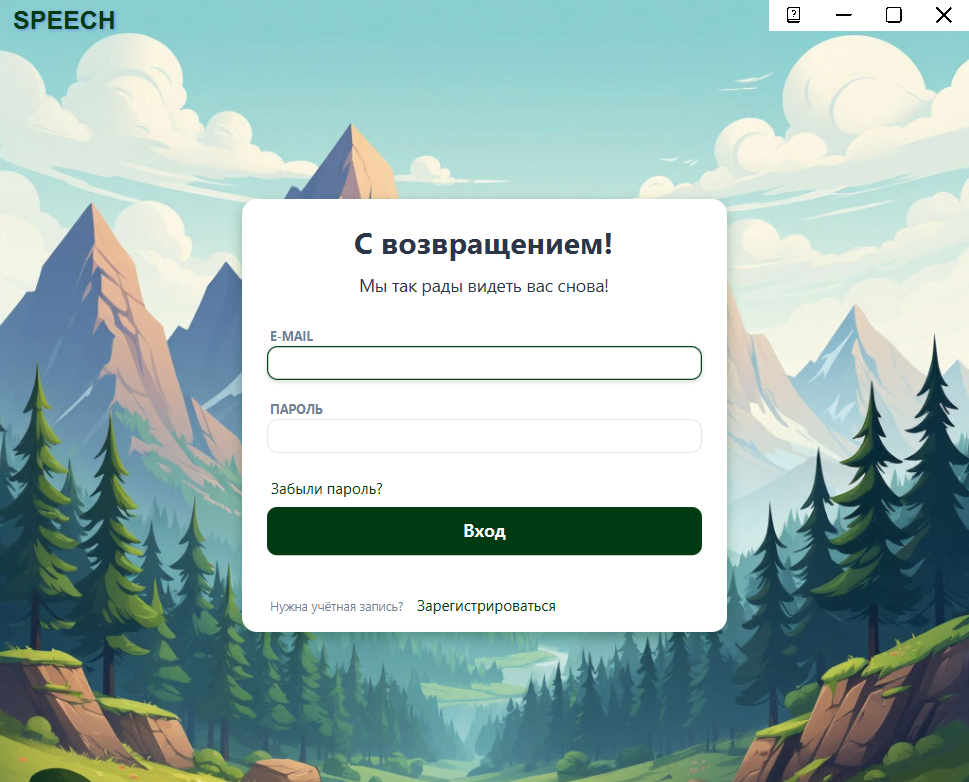 SPEECH
С возвращением!
Мы так рады видеть вас снова!
E-MAIL
ПАРОЛЬ
Забыли пароль?
Вход
Нужна учётная запись? Зарегистрироваться